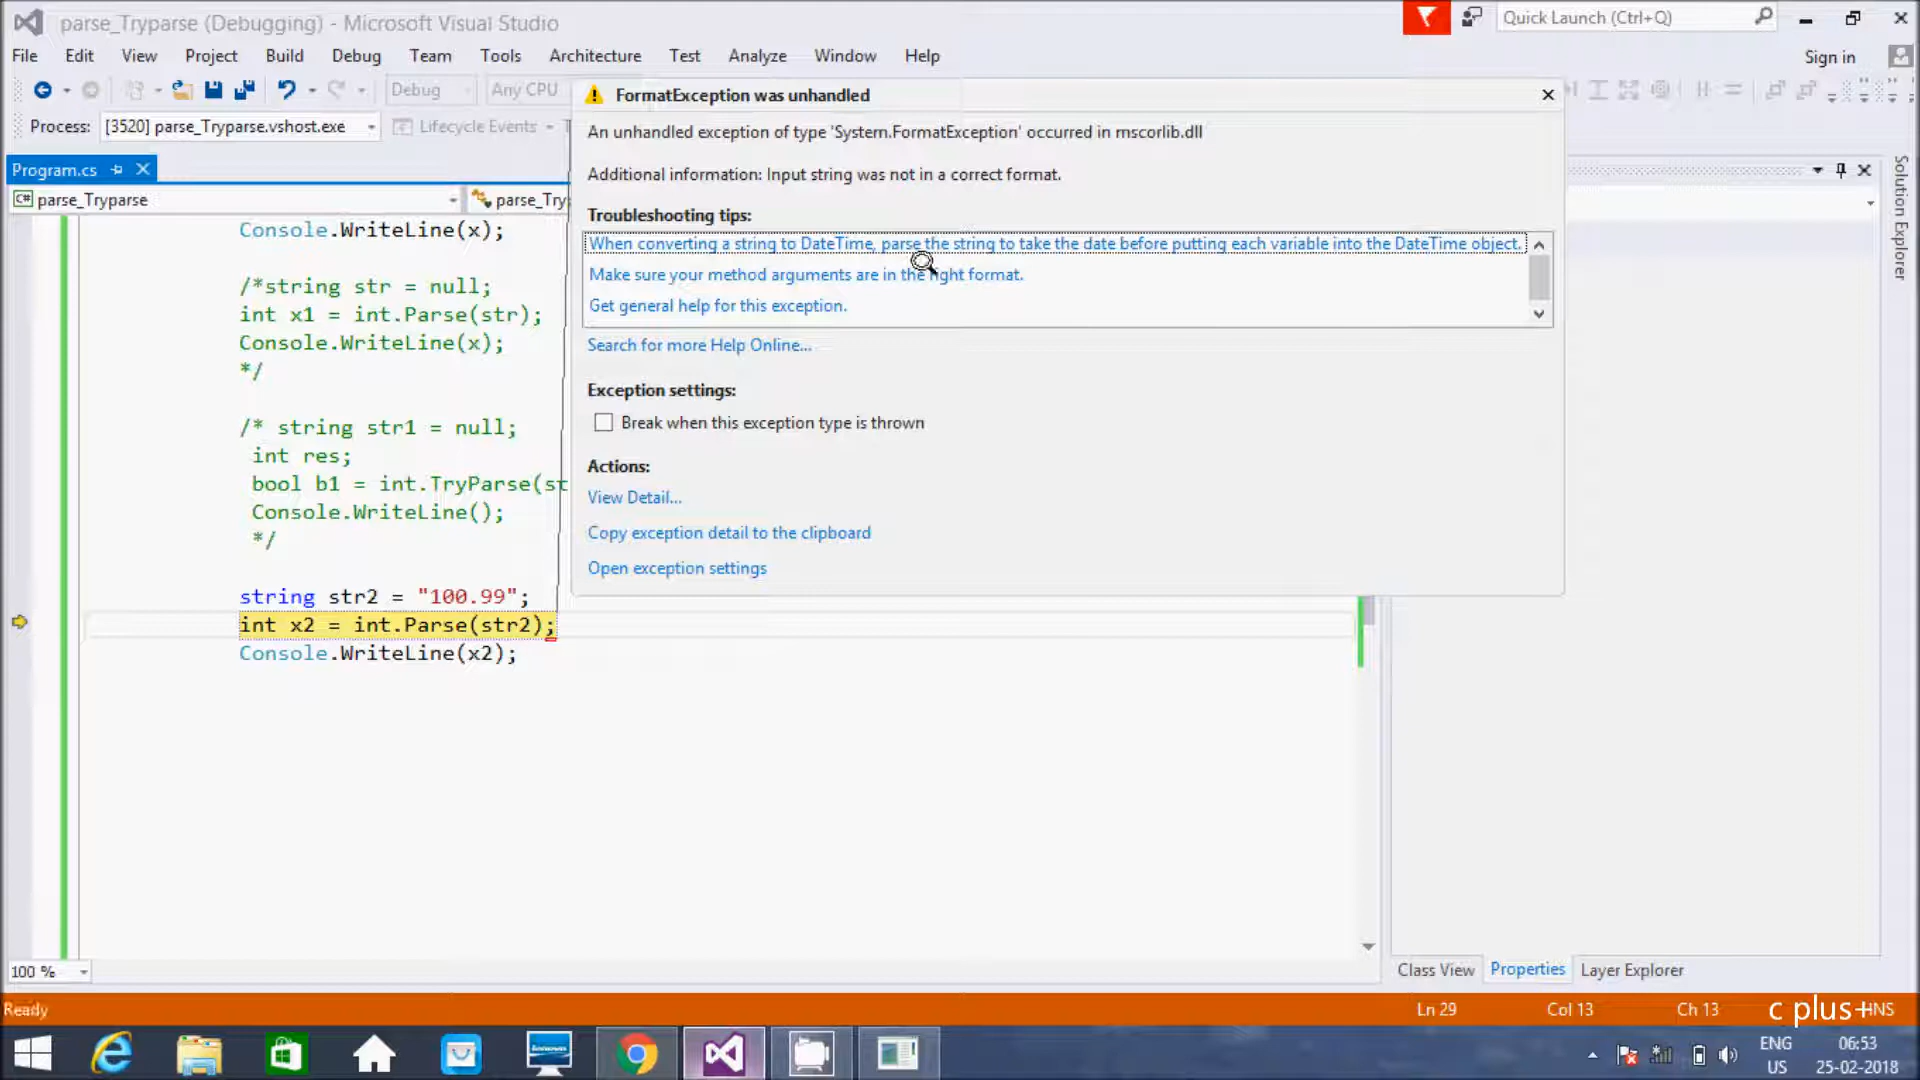 parse_Tryparse (Debugging) - Microsoft Visual Studio
Quick Launch (Ctrl+Q)
File Edit View Project Build Debug Team Tools Architecture Test Analyze Window Help
Sign in
Debug Any CPU
Process: [3520] parse_Tryparse.vshost.exe Lifecycle Events
Program.cs
C# parse_Tryparse parse_Try
FormatException was unhandled
An unhandled exception of type 'System.FormatException' occurred in mscorlib.dll
Additional information: Input string was not in a correct format.
Troubleshooting tips:
When converting a string to DateTime, parse the string to take the date before putting each variable into the DateTime object.
Make sure your method arguments are in the right format.
Get general help for this exception.
Search for more Help Online...
Exception settings:
Break when this exception type is thrown
Actions:
View Detail...
Copy exception detail to the clipboard
Open exception settings
Console.WriteLine(x);
/*string str = null;
int x1 = int.Parse(str);
Console.WriteLine(x);
*/
/* string str1 = null;
int res;
bool b1 = int.TryParse(st
Console.WriteLine();
*/
string str2 = "100.99";
int x2 = int.Parse(str2);
Console.WriteLine(x2);
Solution Explorer
100 %
Class View Properties Layer Explorer
Ready Ln 29 Col 13 Ch 13
c plus+
ENG
US
06:53
25-02-2018